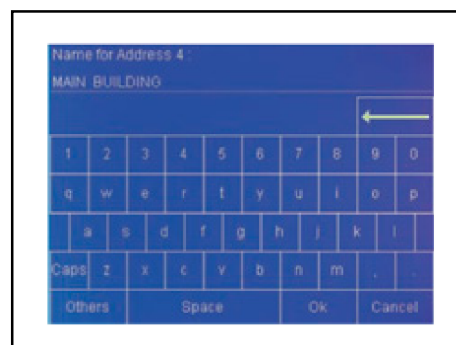 Name for Address 4 :
MAIN BUILDING
1 2 3 4 5 6 7 8 9 0
q w e r t y u i o p
a s d f g h j k l
Caps z x c v b n m , .
Others Space Ok Cancel